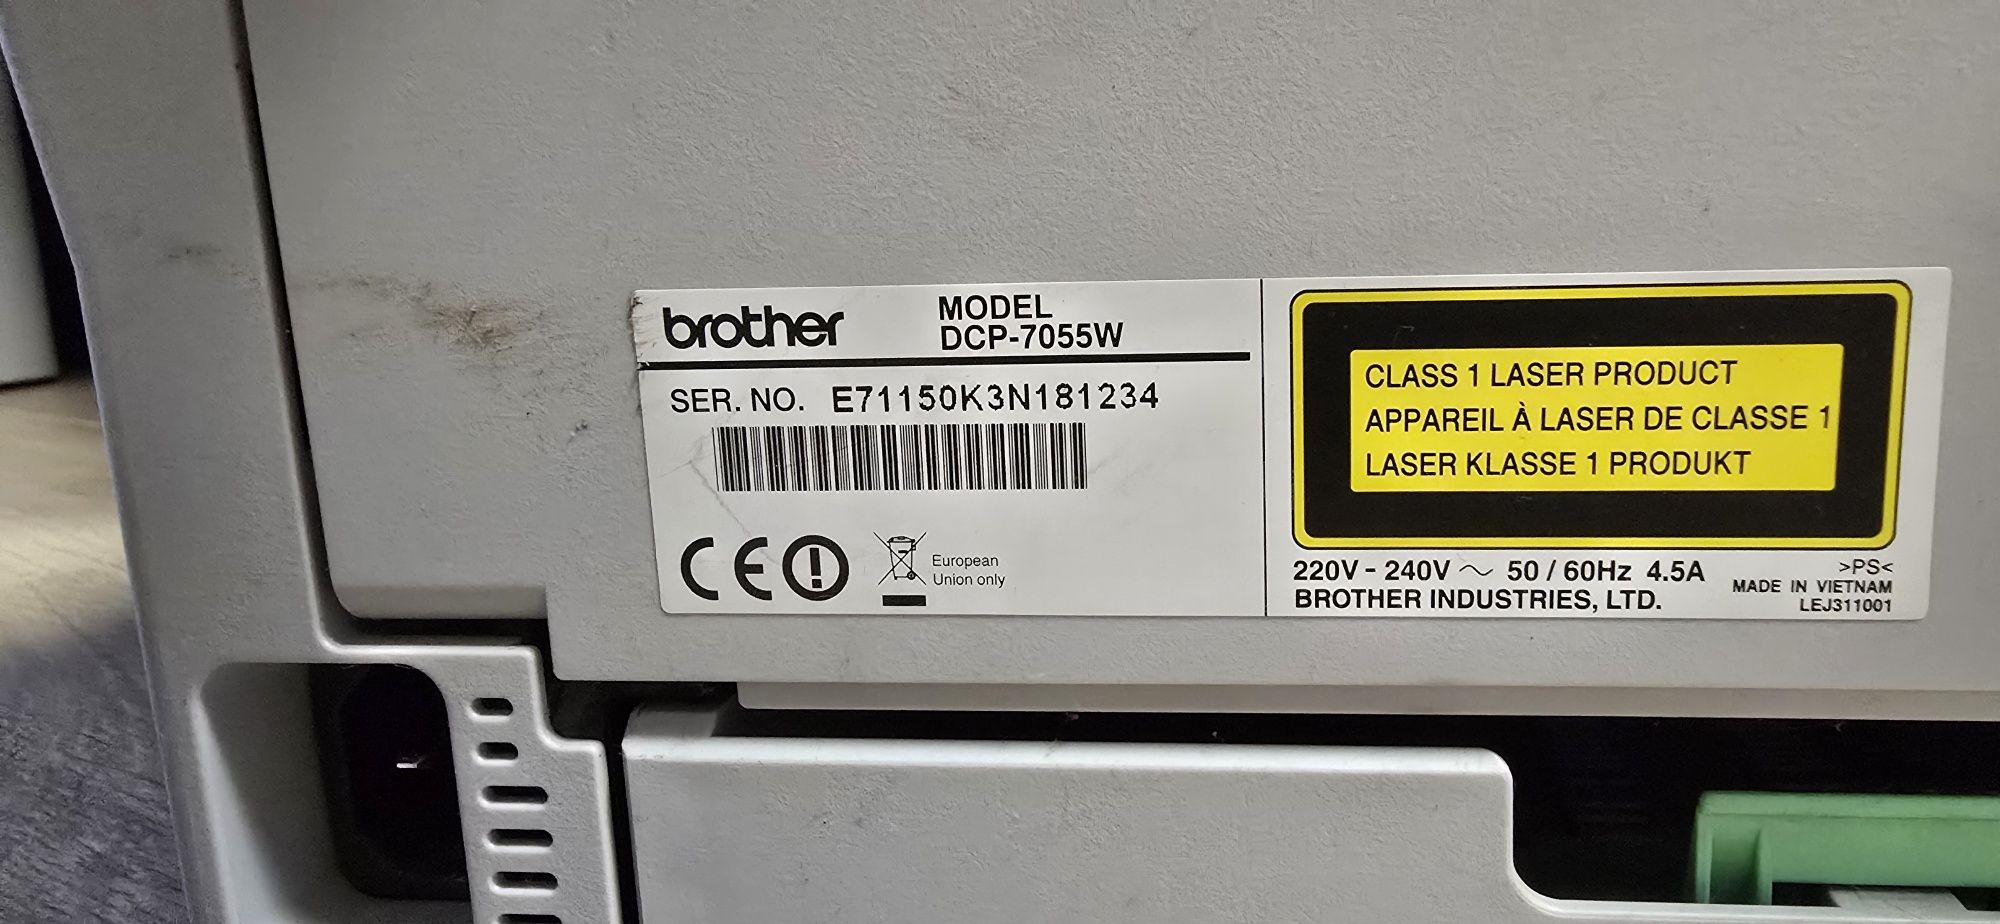 brother
MODEL
DCP-7055W
SER. NO. E71150K3N181234
CE
European
Union only
CLASS 1 LASER PRODUCT
APPAREIL À LASER DE CLASSE 1
LASER KLASSE 1 PRODUKT
220V - 240V ～ 50 / 60Hz 4.5A
BROTHER INDUSTRIES, LTD.
>PS<
MADE IN VIETNAM
LEJ311001